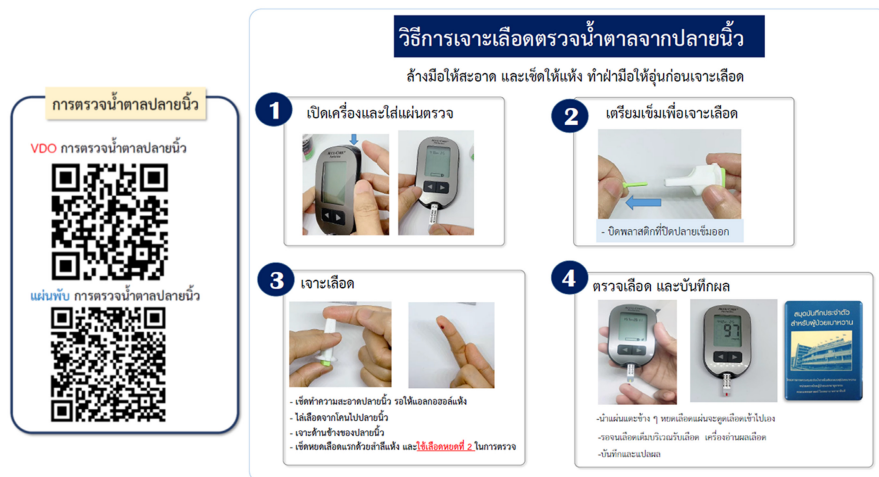 การตรวจน้ำตาลปลายนิ้ว
VDO การตรวจน้ำตาลปลายนิ้ว
แผ่นพับ การตรวจน้ำตาลปลายนิ้ว
วิธีการเจาะเลือดตรวจน้ำตาลจากปลายนิ้ว
ล้างมือให้สะอาด และเช็ดให้แห้ง ทำฝ่ามือให้อุ่นก่อนเจาะเลือด
1 เปิดเครื่องและใส่แผ่นตรวจ
2 เตรียมเข็มเพื่อเจาะเลือด
- บิดพลาสติกที่ปิดปลายเข็มออก
3 เจาะเลือด
- เช็ดทำความสะอาดปลายนิ้ว รอให้แอลกอฮอล์แห้ง
- ไล่เลือดจากโคนไปปลายนิ้ว
- เจาะด้านข้างของปลายนิ้ว
- เช็ดหยดเลือดแรกด้วยสำลีแห้ง และใช้เลือดหยดที่ 2 ในการตรวจ
4 ตรวจเลือด และบันทึกผล
97
สมุดบันทึกประจำตัว
สำหรับผู้ป่วยเบาหวาน
-นำแผ่นแตะข้าง ๆ หยดเลือดแผ่นจะดูดเลือดเข้าไปเอง
-รอจนเลือดเต็มบริเวณรับเลือด เครื่องอ่านผลเลือด
-บันทึกและแปลผล